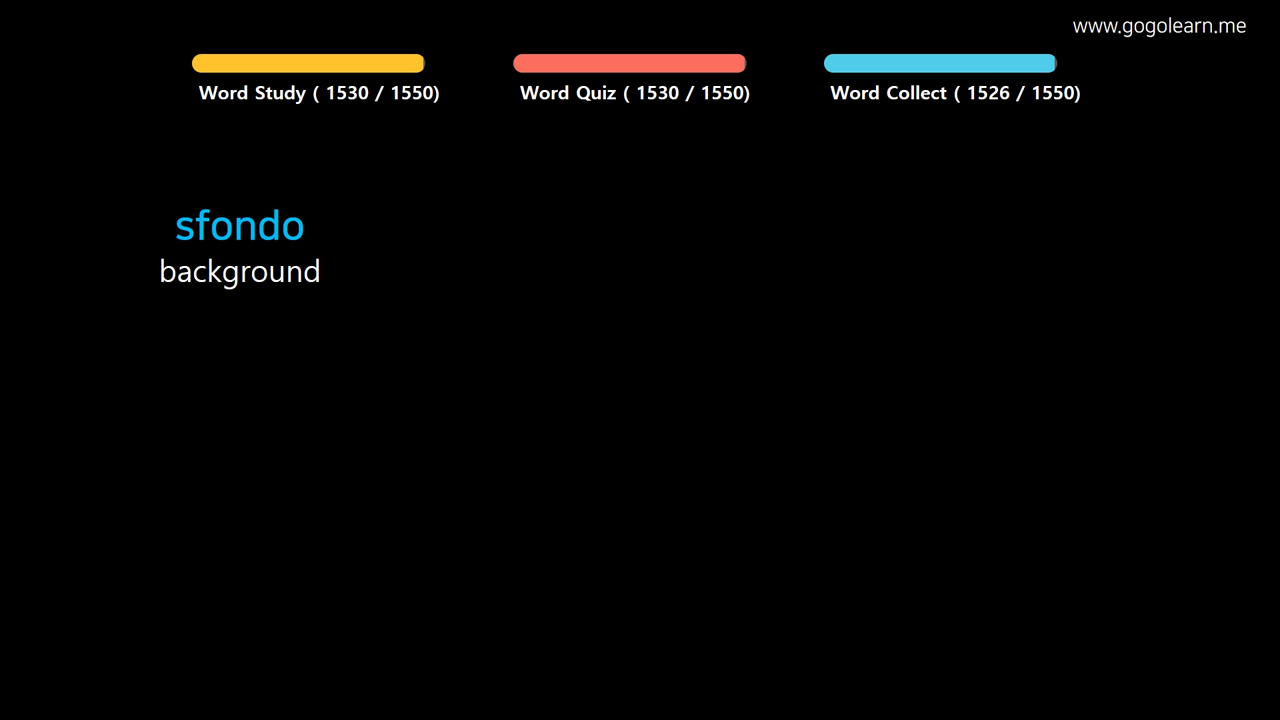 www.gogolearn.me
Word Study ( 1530 / 1550)
Word Quiz ( 1530 / 1550)
Word Collect ( 1526 / 1550)
sfondo
background